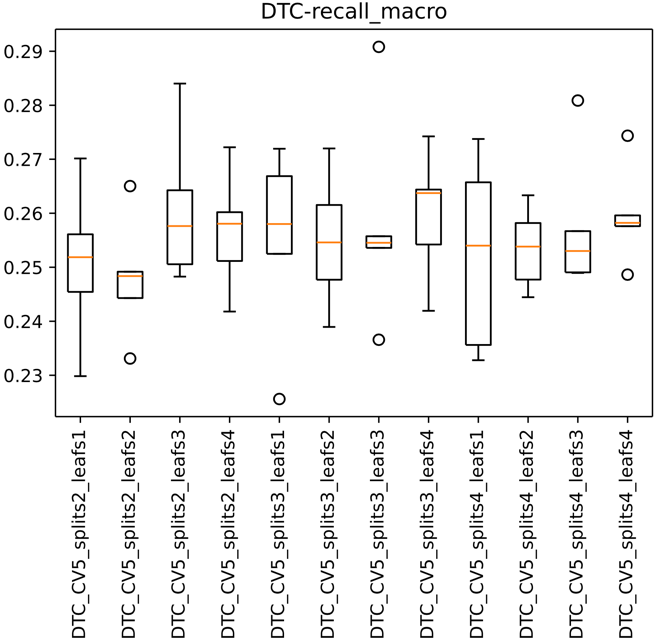 DTC-recall_macro
0.29
0.28
0.27
0.26
0.25
0.24
0.23
DTC_CV5_splits2_leafs1
DTC_CV5_splits2_leafs2
DTC_CV5_splits2_leafs3
DTC_CV5_splits2_leafs4
DTC_CV5_splits3_leafs1
DTC_CV5_splits3_leafs2
DTC_CV5_splits3_leafs3
DTC_CV5_splits3_leafs4
DTC_CV5_splits4_leafs1
DTC_CV5_splits4_leafs2
DTC_CV5_splits4_leafs3
DTC_CV5_splits4_leafs4